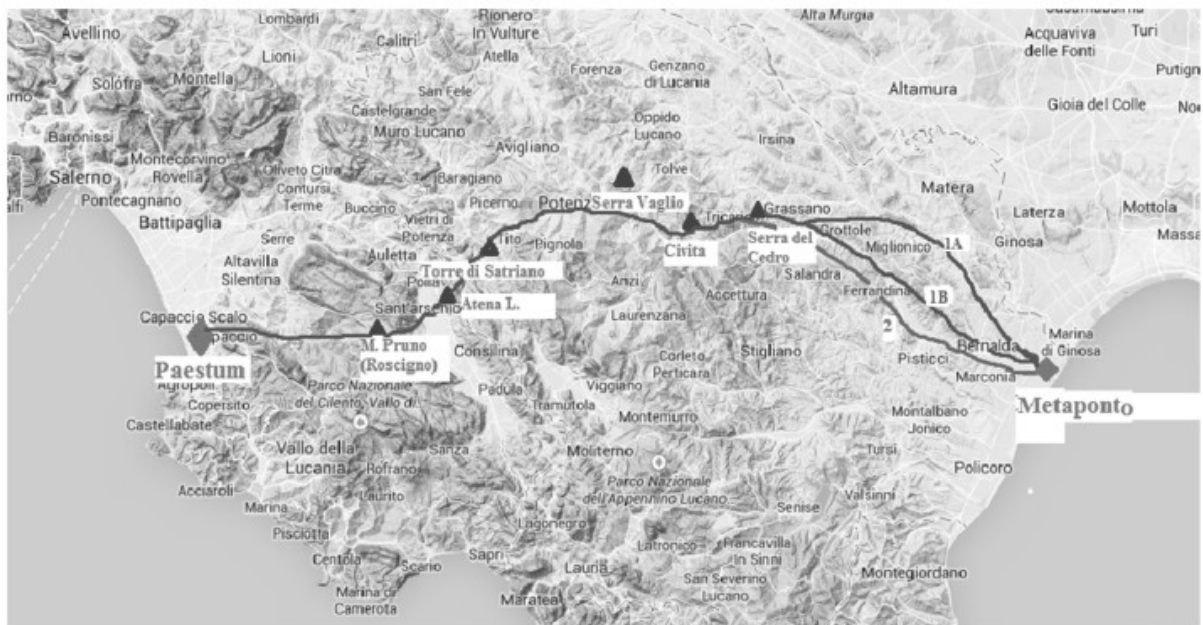 Avellino
Lombardi
Lioni
Calitri
Rionero
In Vulture
Atella
Alta Murgia
Acquaviva
delle Fonti
Turi
Solofra
Montella
San Fele
Forenza
Genzano
di Lucania
Altamura
Gioia del Colle
Castelgrande
Muro Lucano
Oppido
Lucano
Irsina
Baronissi
Montecorvino
Rovella
Avigliano
Salerno
Oliveto Citra
Contursi
Terme
Baragiano
Tolve
Matera
Pontecagnano
Battipaglia
Buccino
Picerno
Serra Vaglio
Grassano
Laterza
Mottola
Vietri di
Potenza
Serre
Tito
Pignola
Civita
Serra del
Cedro
Grottole
Miglionico
1A
Ginosa
Altavilla
Silentina
Auletta
Torre di Satriano
Anzi
Salandra
Ferrandina
Sant'arsenio
Atena L.
Accettura
1B
Capaccio Scalo
Laurenzana
2
Marina
di Ginosa
M. Pruno
(Roscigno)
Consilina
Stigliano
Bernalda
Pisticci
Marconia
Paestum
Agropoli
Corleto
Perticara
Parco Nazionale
del Cilento, Vallo di...
Padula
Viggiano
Metaponto
Copersito
Tramutola
Castellabate
Montemurro
Montalbano
Jonico
Vallo della
Lucania
Sanza
Moliterno
Tursi
Rofrano
Policoro
Acciaroli
Laurito
Parco Nazionale
dell'Appennino Lucano
Valsinni
Marina
Senise
Pisciotta
Lagonegro
Centola
Scario
Sapri
Latronico
Francavilla
In Sinni
Lauria
Marina di
Camerota
San Severino
Lucano
Montegiordano
Maratea